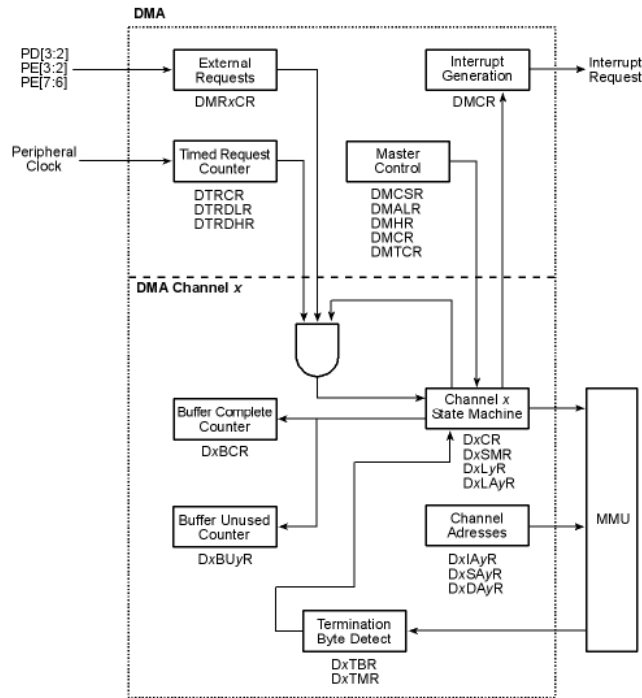 DMA
PD[3:2]
PE[3:2]
PE[7:6]
External
Requests
DMRxCR
Interrupt
Generation
DMCR
Interrupt
Request
Peripheral
Clock
Timed Request
Counter
DTRCR
DTRDLR
DTRDHR
Master
Control
DMCSR
DMALR
DMHR
DMCR
DMTCR
DMA Channel x
Buffer Complete
Counter
DxBCR
Channel x
State Machine
DxCR
DxSMR
DxLyR
DxLAyR
MMU
Buffer Unused
Counter
DxBUyR
Channel
Adresses
DxIAyR
DxSAyR
DxDAyR
Termination
Byte Detect
DxTBR
DxTMR